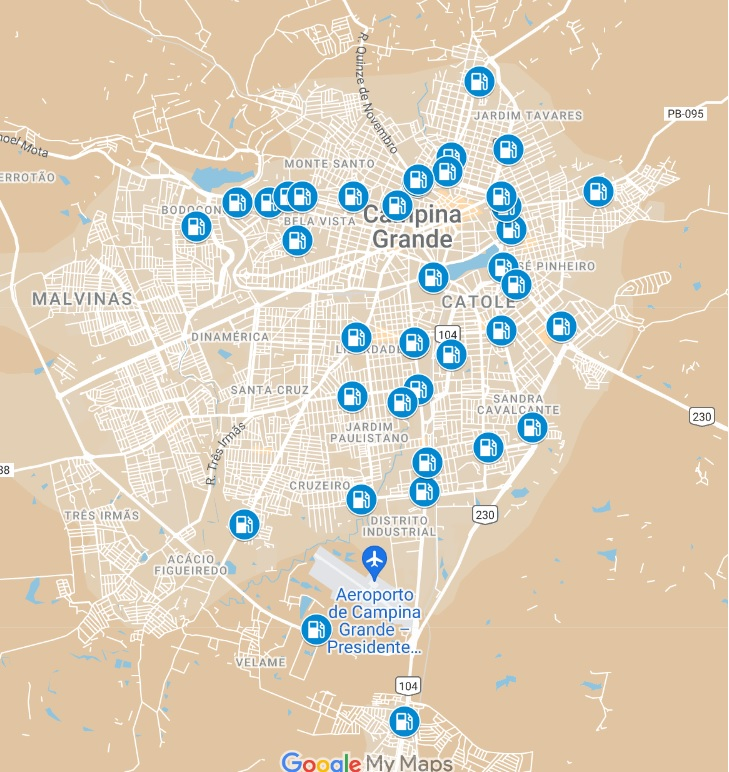 R. Quinze de Novembro
JARDIM TAVARES
PB-095
noel Mota
MONTE SANTO
ERROTÃO
BODOCON
BELA VISTA
Campina
Grande
SÉ PINHEIRO
MALVINAS
CATOLÉ
DINAMÉRICA
LIBERDADE
104
SANTA CRUZ
SANDRA
CAVALCANTE
230
JARDIM
PAULISTANO
R. Três Irmãs
38
CRUZEIRO
TRÊS IRMÃS
230
DISTRITO
INDUSTRIAL
ACÁCIO
FIGUEIREDO
Aeroporto
de Campina
Grande –
Presidente...
VELAME
104
Google My Maps